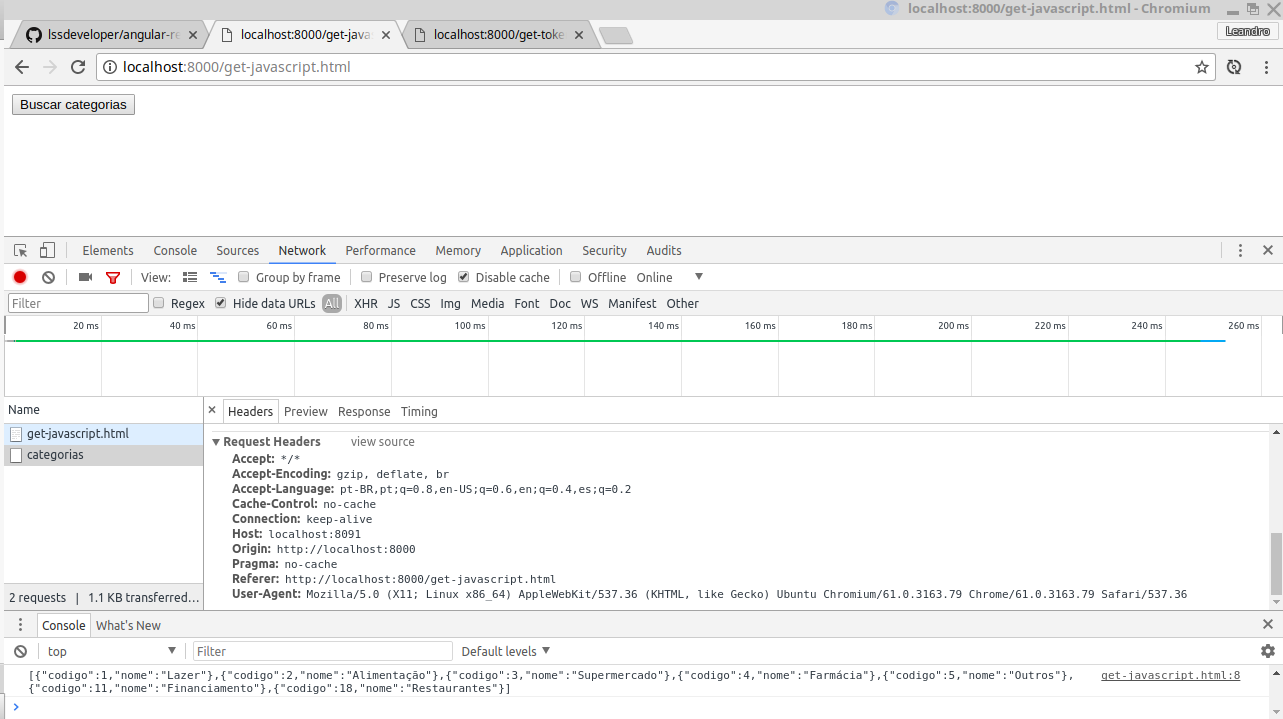 localhost:8000/get-javascript.html - Chromium
lssdeveloper/angular-re
localhost:8000/get-java
localhost:8000/get-toke
Leandro
localhost:8000/get-javascript.html
Buscar categorias
Elements Console Sources Network Performance Memory Application Security Audits
View: Group by frame Preserve log Disable cache Offline Online
Filter Regex Hide data URLs All XHR JS CSS Img Media Font Doc WS Manifest Other
20 ms 40 ms 60 ms 80 ms 100 ms 120 ms 140 ms 160 ms 180 ms 200 ms 220 ms 240 ms 260 ms
Name
get-javascript.html
categorias
2 requests | 1.1 KB transferred...
Headers Preview Response Timing
Request Headers view source
Accept: */*
Accept-Encoding: gzip, deflate, br
Accept-Language: pt-BR,pt;q=0.8,en-US;q=0.6,en;q=0.4,es;q=0.2
Cache-Control: no-cache
Connection: keep-alive
Host: localhost:8091
Origin: http://localhost:8000
Pragma: no-cache
Referer: http://localhost:8000/get-javascript.html
User-Agent: Mozilla/5.0 (X11; Linux x86_64) AppleWebKit/537.36 (KHTML, like Gecko) Ubuntu Chromium/61.0.3163.79 Chrome/61.0.3163.79 Safari/537.36
Console What's New
top Filter Default levels
[{"codigo":1,"nome":"Lazer"},{"codigo":2,"nome":"Alimentação"},{"codigo":3,"nome":"Supermercado"},{"codigo":4,"nome":"Farmácia"},{"codigo":5,"nome":"Outros"}, get-javascript.html:8
{"codigo":11,"nome":"Financiamento"},{"codigo":18,"nome":"Restaurantes"}]